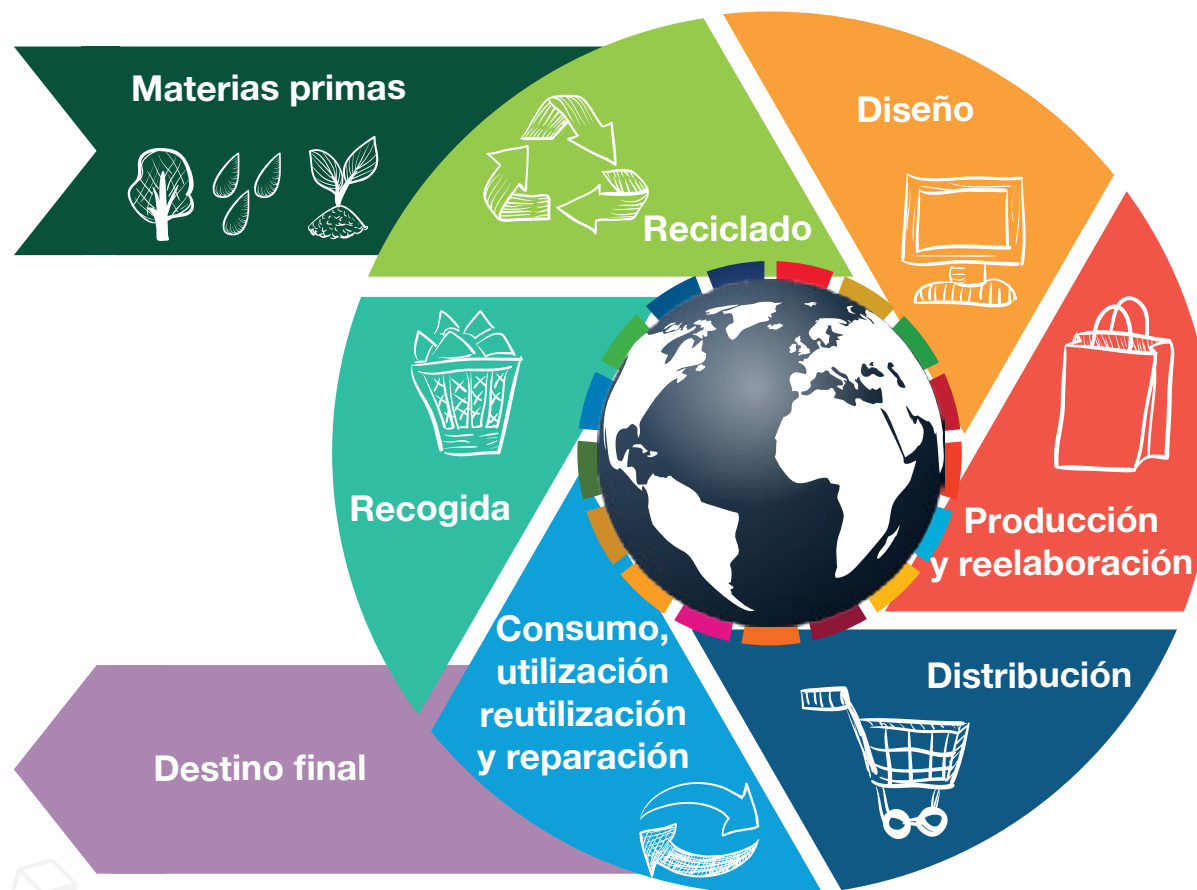 Materias primas
Reciclado
Diseño
Producción
y reelaboración
Distribución
Consumo,
utilización
reutilización
y reparación
Recogida
Destino final